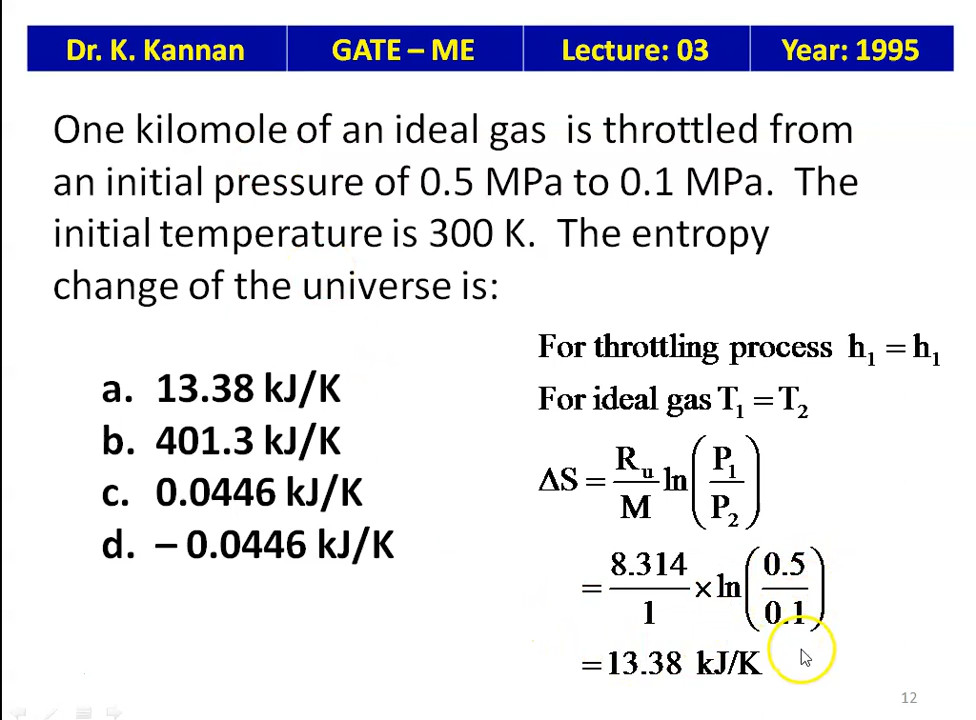 Dr. K. Kannan GATE – ME Lecture: 03 Year: 1995
One kilomole of an ideal gas is throttled from
an initial pressure of 0.5 MPa to 0.1 MPa. The
initial temperature is 300 K. The entropy
change of the universe is:
a. 13.38 kJ/K
b. 401.3 kJ/K
c. 0.0446 kJ/K
d. – 0.0446 kJ/K
For throttling process h₁ = h₁
For ideal gas T₁ = T₂
ΔS = Rᵤ/M ln(P₁/P₂)
= 8.314/1 × ln(0.5/0.1)
= 13.38 kJ/K
12